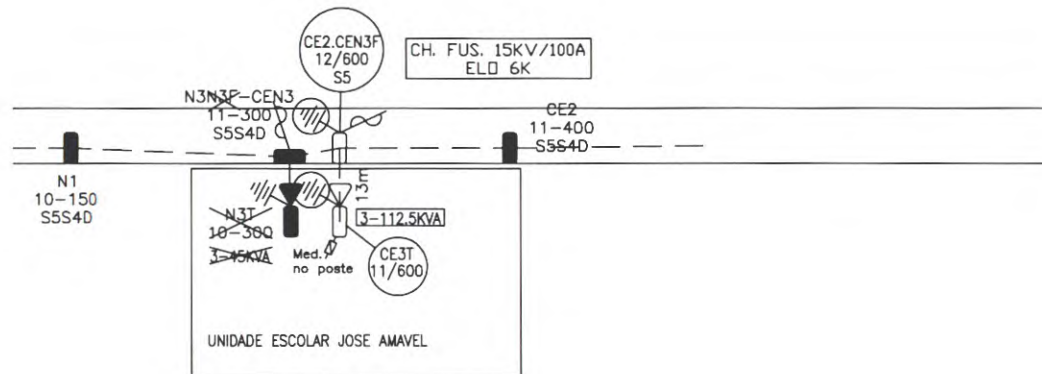 CE2.CEN3F
12/600
S5
CH. FUS. 15KV/100A
ELO 6K
N3N3F-CEN3
11-300
S5S4D
CE2
11-400
S5S4D
N1
10-150
S5S4D
13m
N3T
10-300
3-45KVA
3-112.5KVA
Med.
no poste
CE3T
11/600
UNIDADE ESCOLAR JOSE AMAVEL